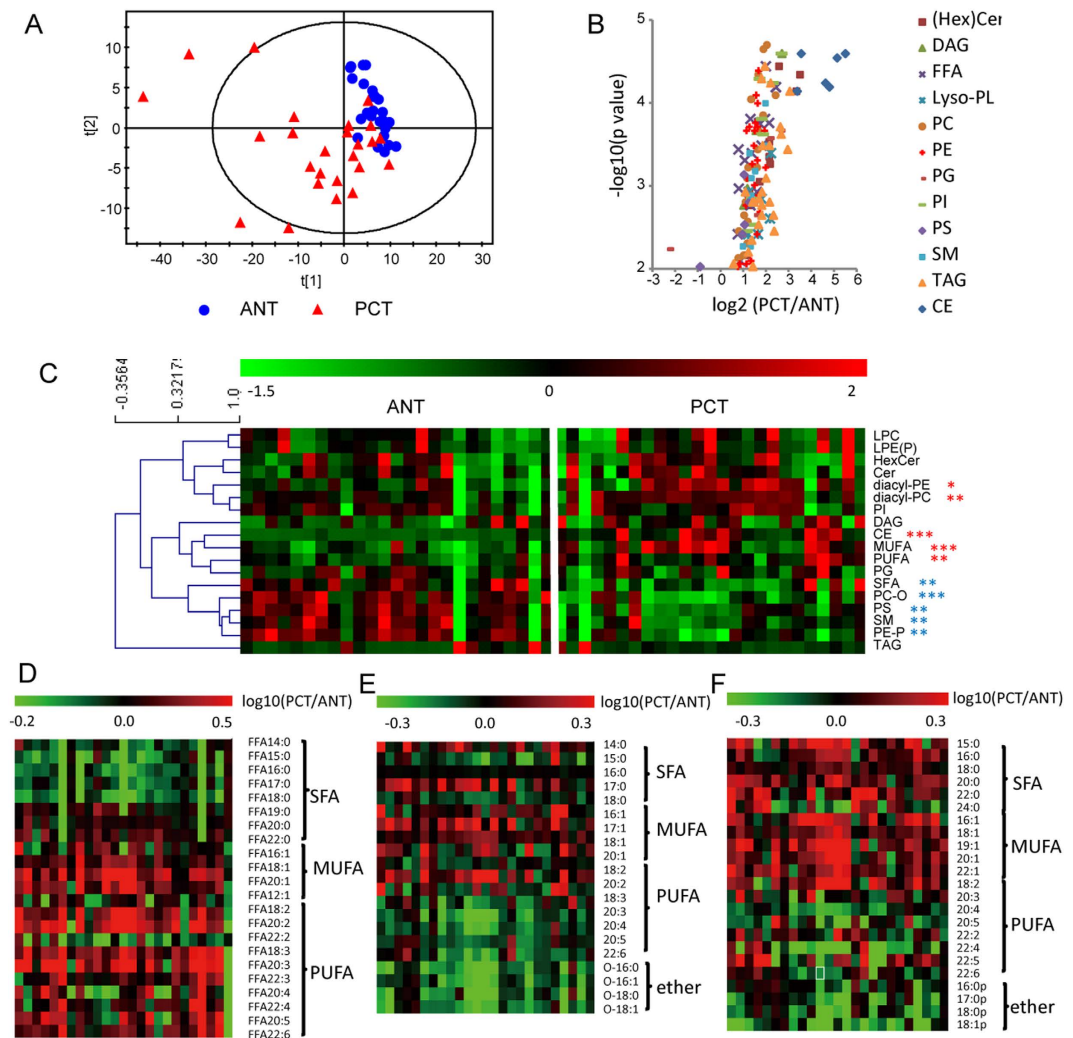 A
t[2]
10
5
0
-5
-10
-40 -30 -20 -10 0 10 20 30
t[1]
ANT PCT
B
-log10(p value)
5
4
3
2
-3 -2 -1 0 1 2 3 4 5 6
log2 (PCT/ANT)
(Hex)Cer
DAG
FFA
Lyso-PL
PC
PE
PG
PI
PS
SM
TAG
CE
C
-0.3564
0.3217
1.0
-1.5 0 2
ANT PCT
LPC
LPE(P)
HexCer
Cer
diacyl-PE *
diacyl-PC **
PI
DAG
CE ***
MUFA ***
PUFA **
PG
SFA **
PC-O ***
PS **
SM **
PE-P **
TAG
D
log10(PCT/ANT)
-0.2 0.0 0.5
FFA14:0
FFA15:0
FFA16:0
FFA17:0
FFA18:0
FFA19:0
FFA20:0
FFA22:0
FFA16:1
FFA18:1
FFA20:1
FFA12:1
FFA18:2
FFA20:2
FFA22:2
FFA18:3
FFA20:3
FFA22:3
FFA20:4
FFA22:4
FFA20:5
FFA22:6
SFA
MUFA
PUFA
E
log10(PCT/ANT)
-0.3 0.0 0.3
14:0
15:0
16:0
17:0
18:0
16:1
17:1
18:1
20:1
18:2
20:2
18:3
20:3
20:4
20:5
22:6
O-16:0
O-16:1
O-18:0
O-18:1
SFA
MUFA
PUFA
ether
F
log10(PCT/ANT)
-0.3 0.0 0.3
15:0
16:0
18:0
20:0
22:0
24:0
16:1
18:1
19:1
20:1
22:1
18:2
20:3
20:4
20:5
22:2
22:4
22:5
22:6
16:0p
17:0p
18:0p
18:1p
SFA
MUFA
PUFA
ether